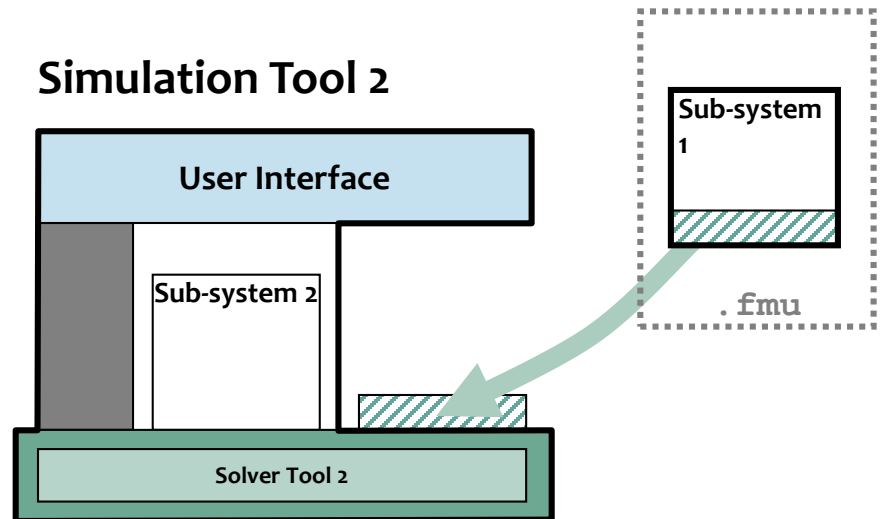 Simulation Tool 2
Sub-system
1
User Interface
Sub-system 2
.fmu
Solver Tool 2